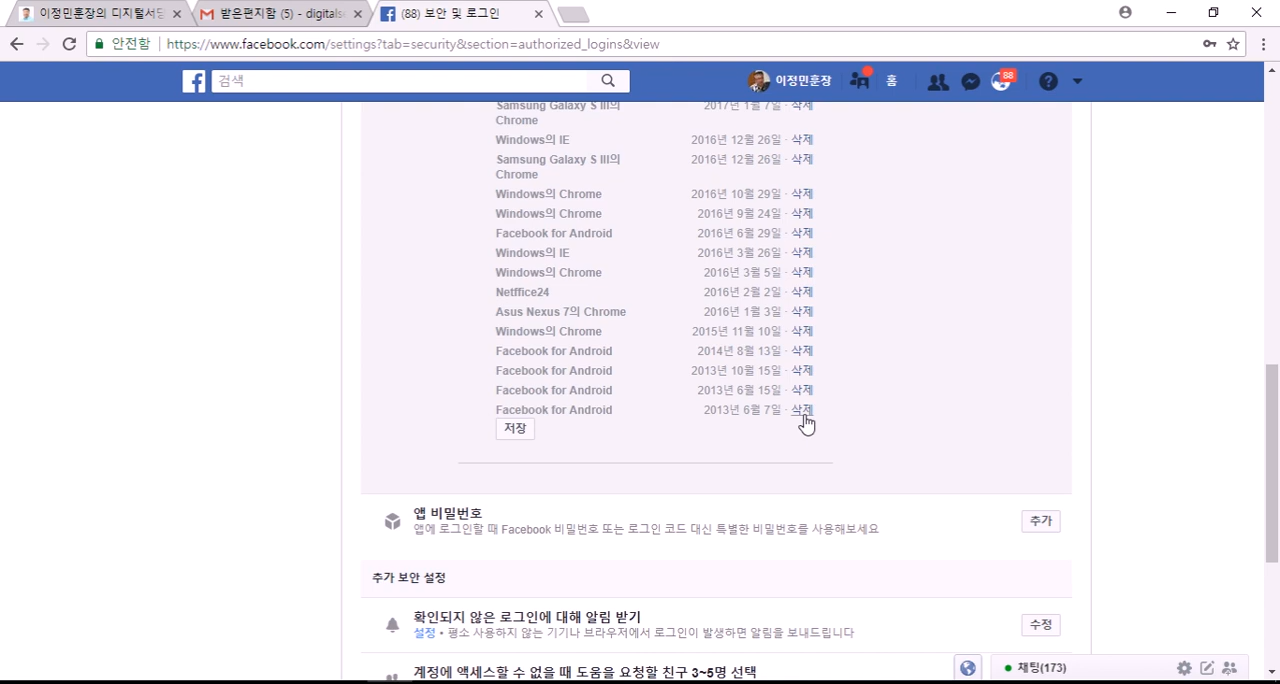 이정민훈장의 디지털서당
받은편지함 (5) - digitals
(88) 보안 및 로그인
안전함
https://www.facebook.com/settings?tab=security&section=authorized_logins&view
검색
이정민훈장
홈
88
Samsung Galaxy S III의 Chrome 2017년 1월 7일 · 삭제
Windows의 IE 2016년 12월 26일 · 삭제
Samsung Galaxy S III의 Chrome 2016년 12월 26일 · 삭제
Windows의 Chrome 2016년 10월 29일 · 삭제
Windows의 Chrome 2016년 9월 24일 · 삭제
Facebook for Android 2016년 6월 29일 · 삭제
Windows의 IE 2016년 3월 26일 · 삭제
Windows의 Chrome 2016년 3월 5일 · 삭제
Netffice24 2016년 2월 2일 · 삭제
Asus Nexus 7의 Chrome 2016년 1월 3일 · 삭제
Windows의 Chrome 2015년 11월 10일 · 삭제
Facebook for Android 2014년 8월 13일 · 삭제
Facebook for Android 2013년 10월 15일 · 삭제
Facebook for Android 2013년 6월 15일 · 삭제
Facebook for Android 2013년 6월 7일 · 삭제
저장
앱 비밀번호
앱에 로그인할 때 Facebook 비밀번호 또는 로그인 코드 대신 특별한 비밀번호를 사용해보세요
추가
추가 보안 설정
확인되지 않은 로그인에 대해 알림 받기
설정 • 평소 사용하지 않는 기기나 브라우저에서 로그인이 발생하면 알림을 보내드립니다
수정
계정에 액세스할 수 없을 때 도움을 요청할 친구 3~5명 선택
채팅(173)